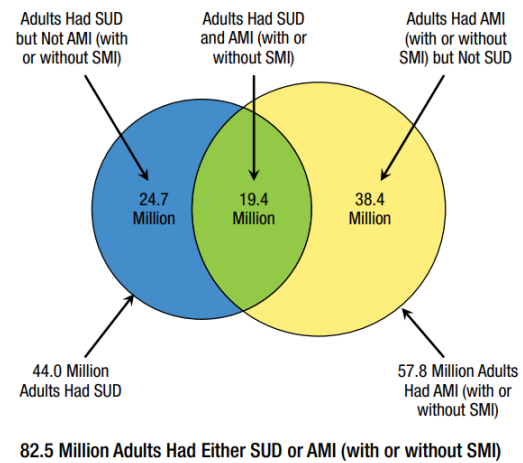 Adults Had SUD
but Not AMI (with
or without SMI)
Adults Had SUD
and AMI (with or
without SMI)
Adults Had AMI
(with or without
SMI) but Not SUD
24.7
Million
19.4
Million
38.4
Million
44.0 Million
Adults Had SUD
57.8 Million Adults
Had AMI (with or
without SMI)
82.5 Million Adults Had Either SUD or AMI (with or without SMI)